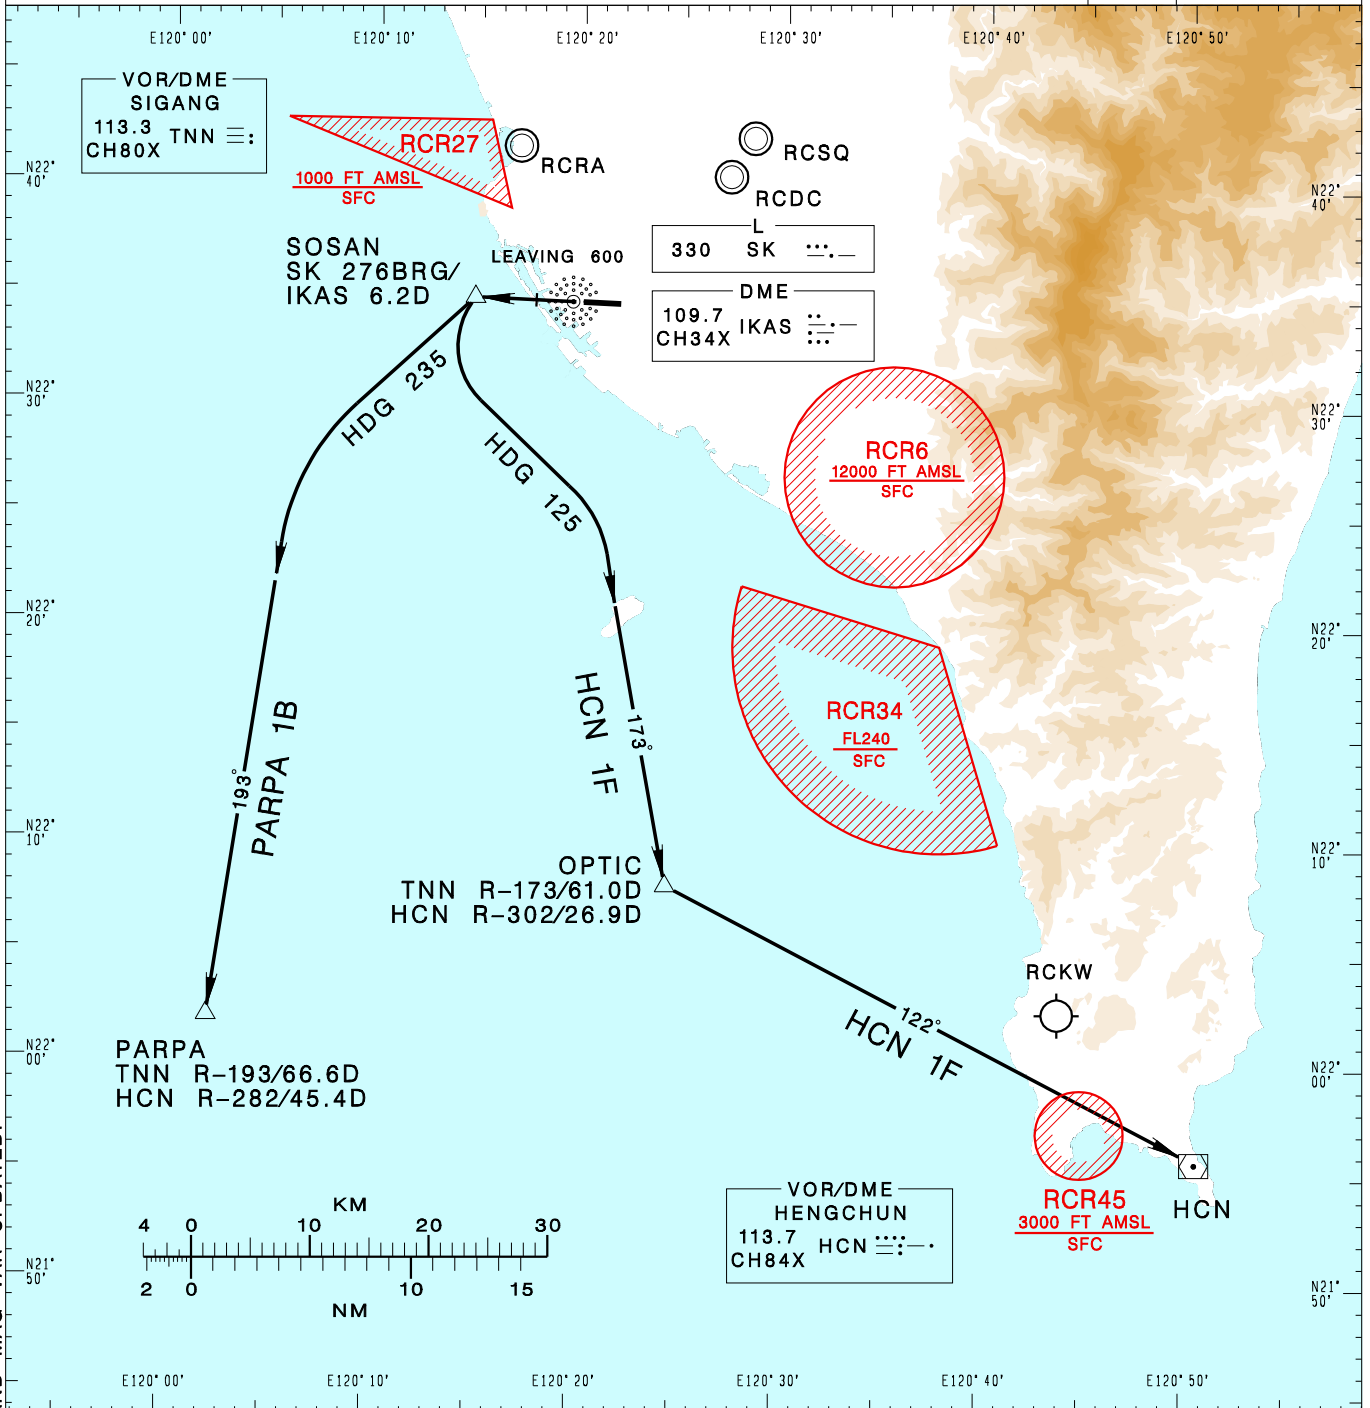 E120° 00'
E120° 10'
E120° 20'
E120° 30'
E120° 40'
E120° 50'
VOR/DME
SIGANG
113.3
CH80X
TNN
RCR27
1000 FT AMSL
SFC
RCRA
RCSQ
RCDC
N22°
40'
N22°
40'
L
330 SK
SOSAN
SK 276BRG/
IKAS 6.2D
LEAVING 600
DME
109.7
CH34X
IKAS
HDG 235
HDG 125
N22°
30'
N22°
30'
RCR6
12000 FT AMSL
SFC
N22°
20'
N22°
20'
RCR34
FL240
SFC
HCN 1F
173°
PARPA 1B
193°
N22°
10'
N22°
10'
OPTIC
TNN R-173/61.0D
HCN R-302/26.9D
RCKW
122°
HCN 1F
N22°
00'
N22°
00'
PARPA
TNN R-193/66.6D
HCN R-282/45.4D
RCR45
3000 FT AMSL
SFC
HCN
VOR/DME
HENGCHUN
113.7
CH84X
HCN
KM
4 0 10 20 30
2 0 10 15
NM
N21°
50'
N21°
50'
E120° 00'
E120° 10'
E120° 20'
E120° 30'
E120° 40'
E120° 50'